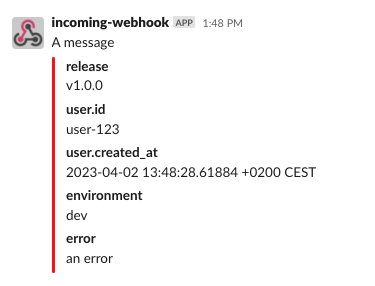 incoming-webhook APP 1:48 PM
A message
release
v1.0.0
user.id
user-123
user.created_at
2023-04-02 13:48:28.61884 +0200 CEST
environment
dev
error
an error